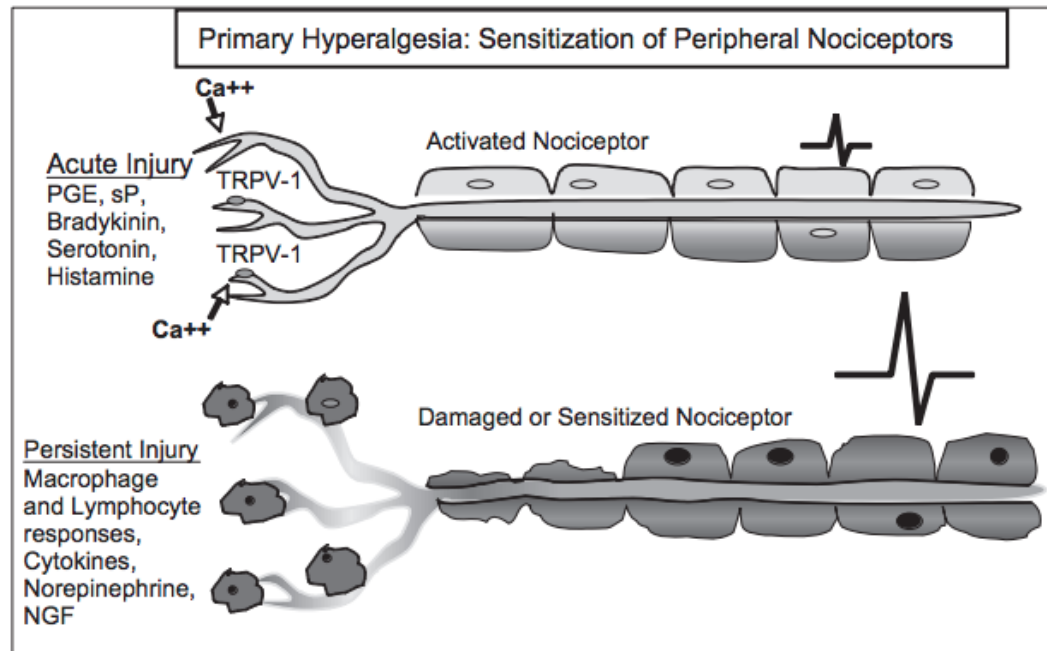 Primary Hyperalgesia: Sensitization of Peripheral Nociceptors
Ca++
Activated Nociceptor
Acute Injury
PGE, sP,
Bradykinin,
Serotonin,
Histamine
TRPV-1
TRPV-1
Ca++
Damaged or Sensitized Nociceptor
Persistent Injury
Macrophage
and Lymphocyte
responses,
Cytokines,
Norepinephrine,
NGF